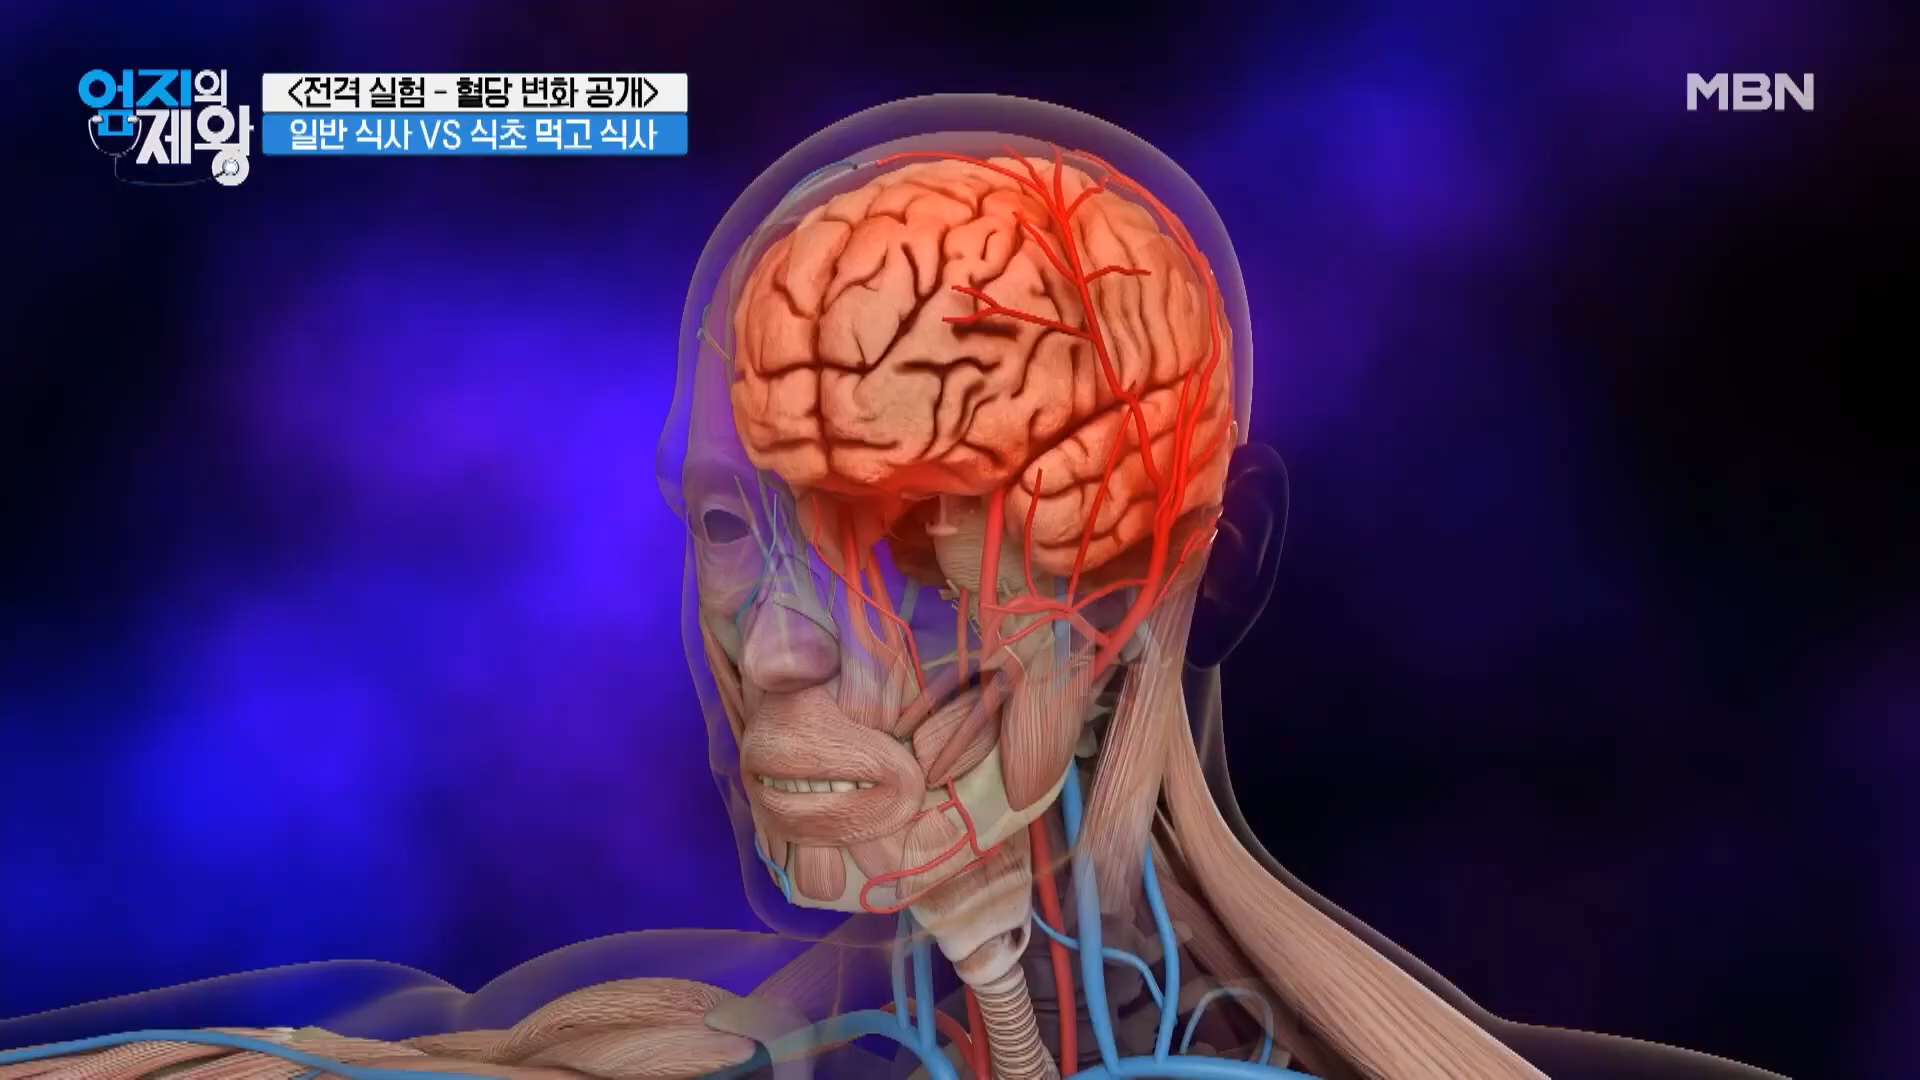 엄지의 제왕
<전격 실험 - 혈당 변화 공개>
일반 식사 VS 식초 먹고 식사
MBN